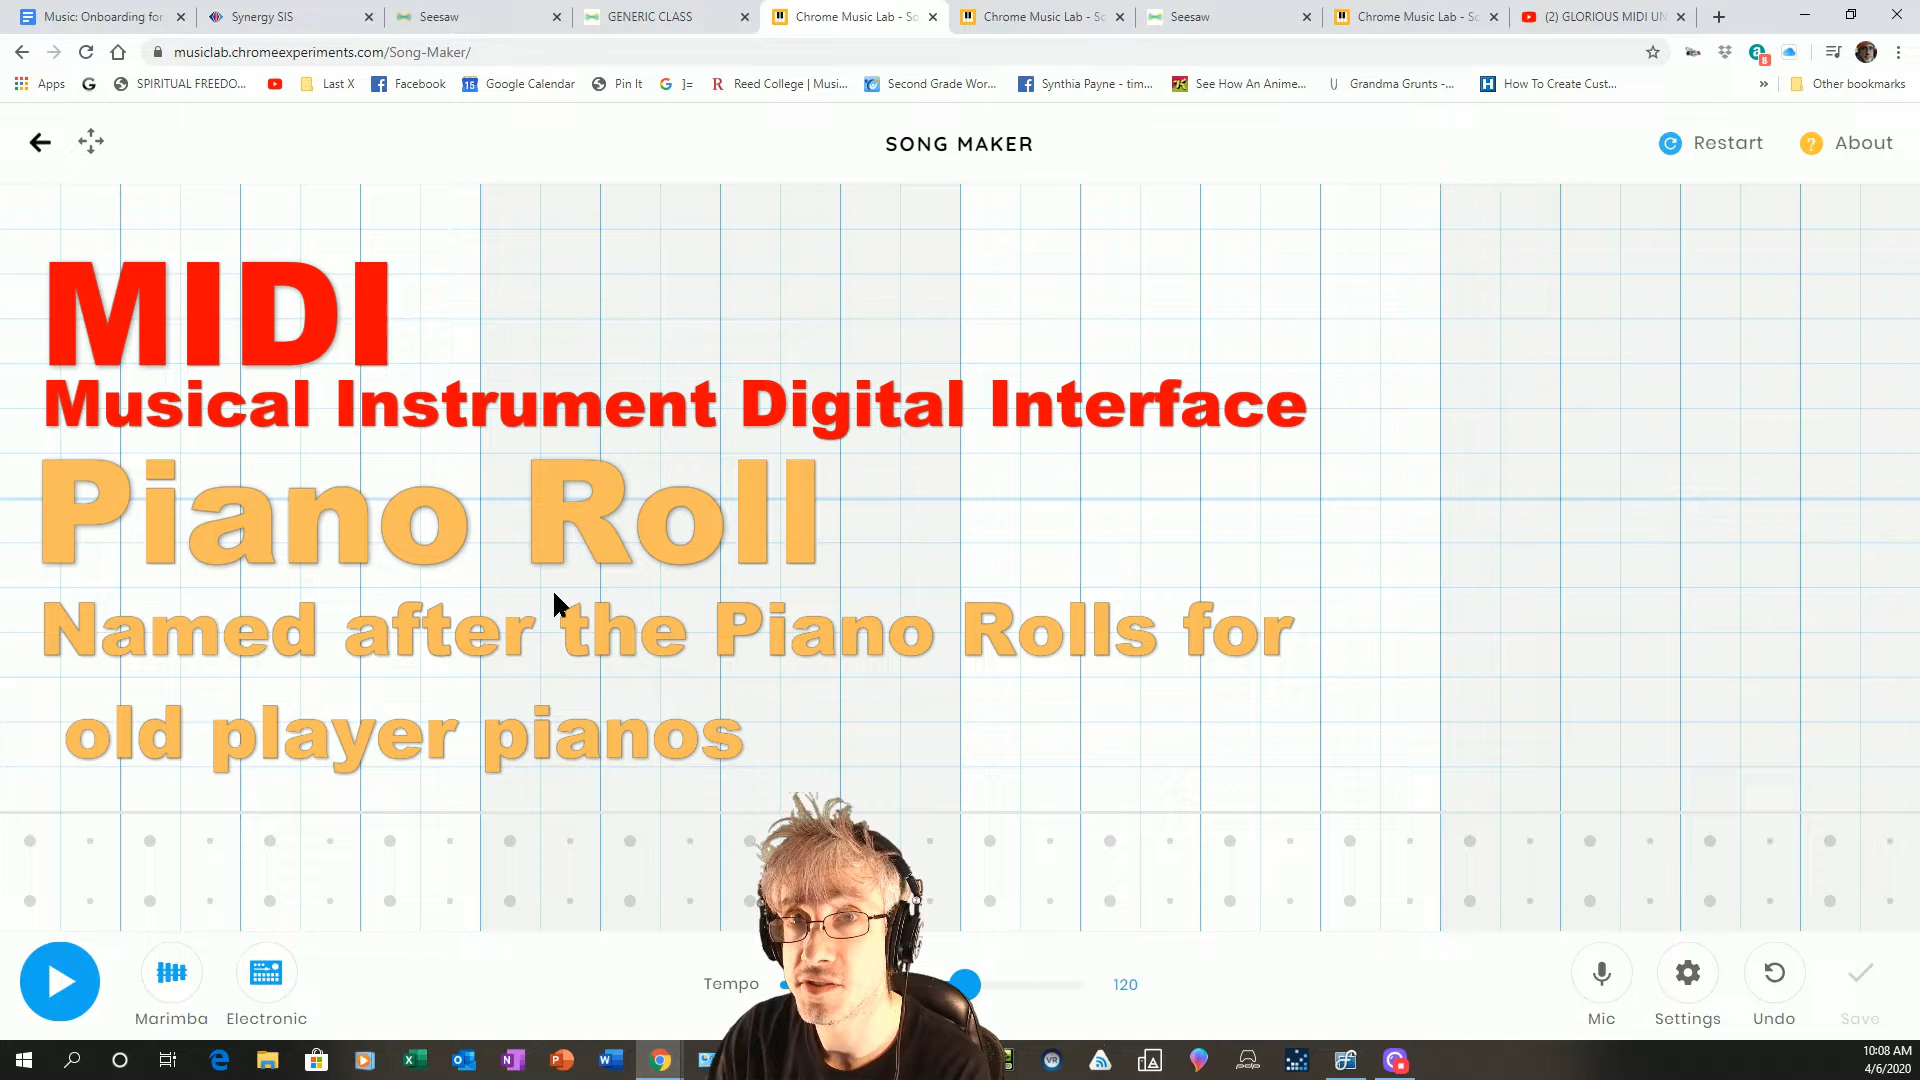 Music: Onboarding for
Synergy SIS
Seesaw
GENERIC CLASS
Chrome Music Lab - So
Chrome Music Lab - So
Seesaw
Chrome Music Lab - So
(2) GLORIOUS MIDI UN
musiclab.chromeexperiments.com/Song-Maker/
Apps
SPIRITUAL FREEDO...
Last X
Facebook
Google Calendar
Pin It
]=
Reed College | Musi...
Second Grade Wor...
Synthia Payne - tim...
See How An Anime...
Grandma Grunts -...
How To Create Cust...
Other bookmarks
SONG MAKER
Restart
About
MIDI
Musical Instrument Digital Interface
Piano Roll
Named after the Piano Rolls for
old player pianos
Marimba
Electronic
Tempo
120
Mic
Settings
Undo
Save
10:08 AM
4/6/2020